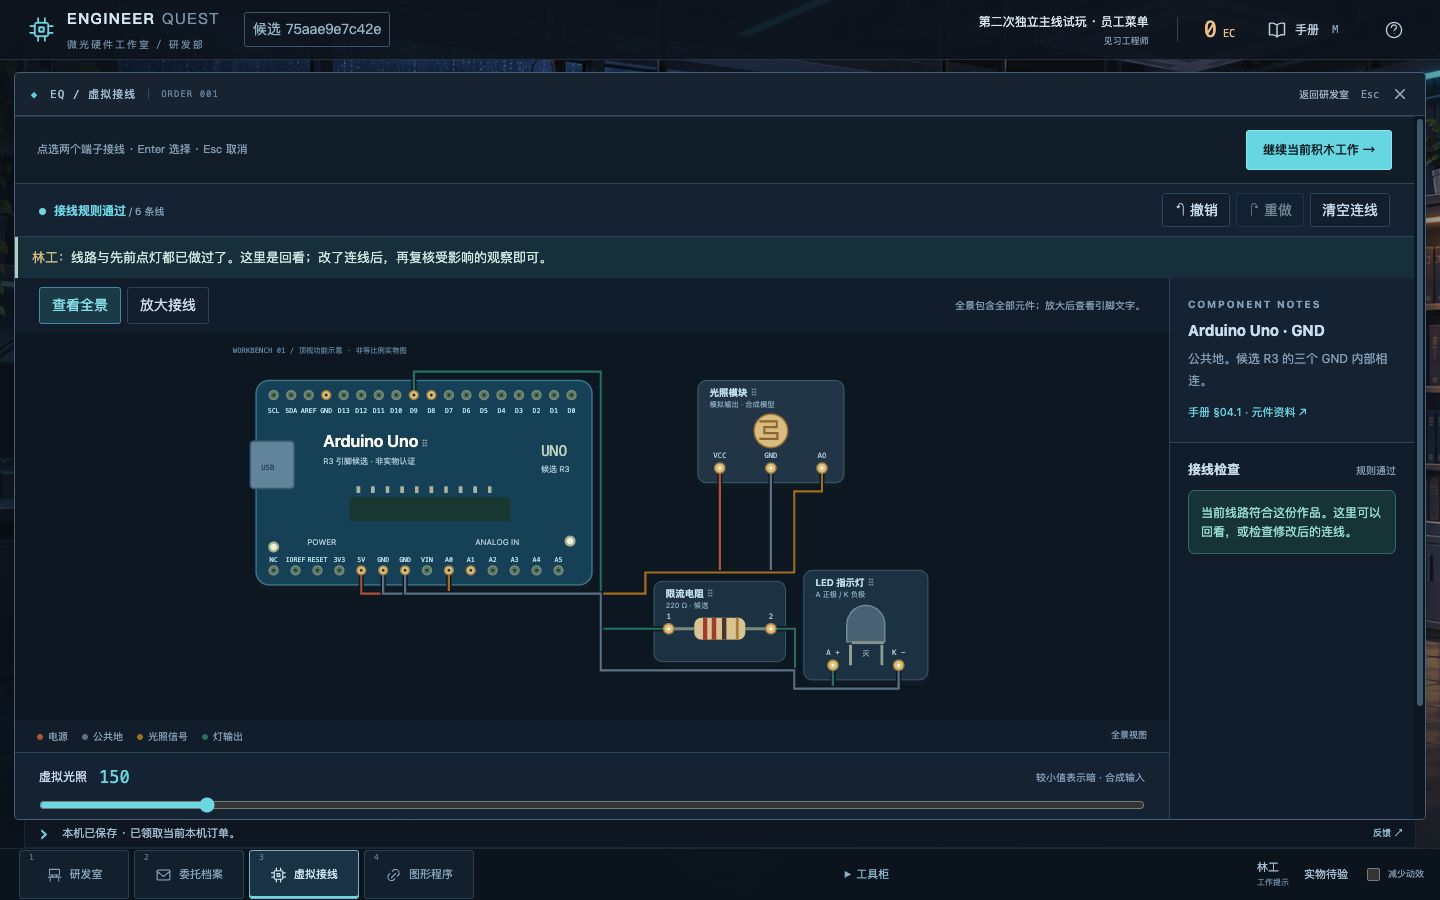 ENGINEER QUEST
微光硬件工作室 / 研发部
候选 75aae9e7c42e
第二次独立主线试玩 · 员工菜单
见习工程师
0 EC
手册 M
EQ / 虚拟接线
ORDER 001
返回研发室 Esc
点选两个端子接线 · Enter 选择 · Esc 取消
继续当前积木工作 →
接线规则通过 / 6 条线
撤销
重做
清空连线
林工：线路与先前点灯都已做过了。这里是回看；改了连线后，再复核受影响的观察即可。
查看全景
放大接线
全景包含全部元件；放大后查看引脚文字。
WORKBENCH 01 / 顶视功能示意 · 非等比例实物图
SCL SDA AREF GND D13 D12 D11 D10 D9 D8 D7 D6 D5 D4 D3 D2 D1 D0
Arduino Uno
R3 引脚候选 · 非实物认证
UNO
候选 R3
USB
POWER
ANALOG IN
NC IOREF RESET 3V3 5V GND GND VIN A0 A1 A2 A3 A4 A5
光照模块
模拟输出 · 合成模型
VCC GND AO
限流电阻
220 Ω · 候选
1 2
LED 指示灯
A 正极 / K 负极
A + 灭 K −
COMPONENT NOTES
Arduino Uno · GND
公共地。候选 R3 的三个 GND 内部相
连。
手册 §04.1 · 元件资料 ↗
接线检查
规则通过
当前线路符合这份作品。这里可以
回看，或检查修改后的连线。
电源
公共地
光照信号
灯输出
全景视图
虚拟光照 150
较小值表示暗 · 合成输入
本机已保存 · 已领取当前本机订单。
反馈 ↗
1 研发室
2 委托档案
3 虚拟接线
4 图形程序
工具柜
林工
工作提示
实物待验
减少动效